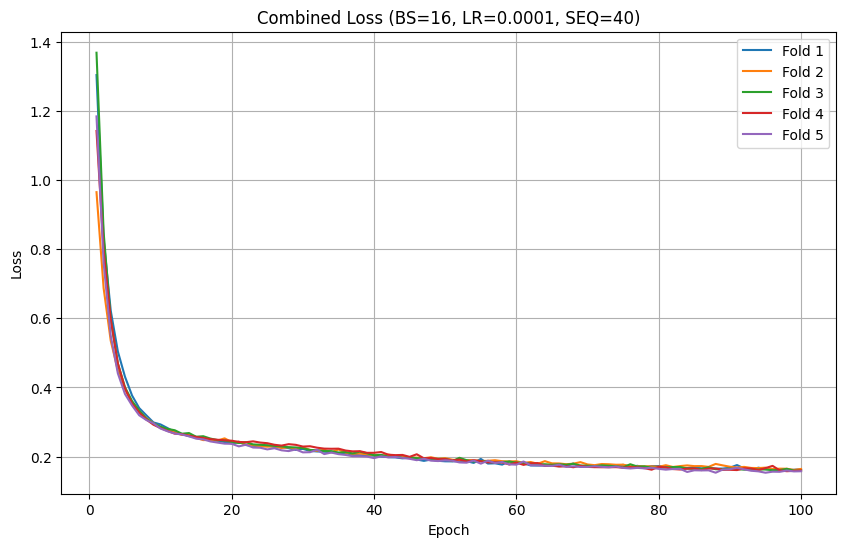 Combined Loss (BS=16, LR=0.0001, SEQ=40)
1.4
1.2
1.0
0.8
0.6
0.4
0.2
Loss
Fold 1
Fold 2
Fold 3
Fold 4
Fold 5
0 20 40 60 80 100
Epoch